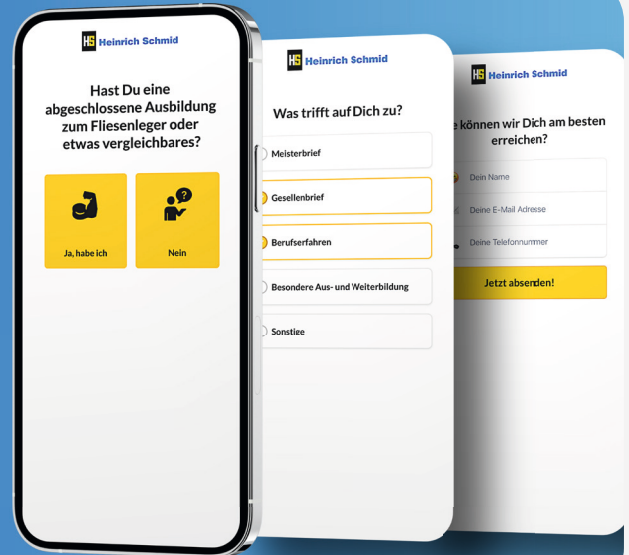 HS Heinrich Schmid
Hast Du eine
abgeschlossene Ausbildung
zum Fliesenleger oder
etwas vergleichbares?
Ja, habe ich
Nein
HS Heinrich Schmid
Was trifft auf Dich zu?
Meisterbrief
Gesellenbrief
Berufserfahren
Besondere Aus- und Weiterbildung
Sonstige
HS Heinrich Schmid
können wir Dich am besten
erreichen?
Dein Name
Deine E-Mail Adresse
Deine Telefonnummer
Jetzt absenden!